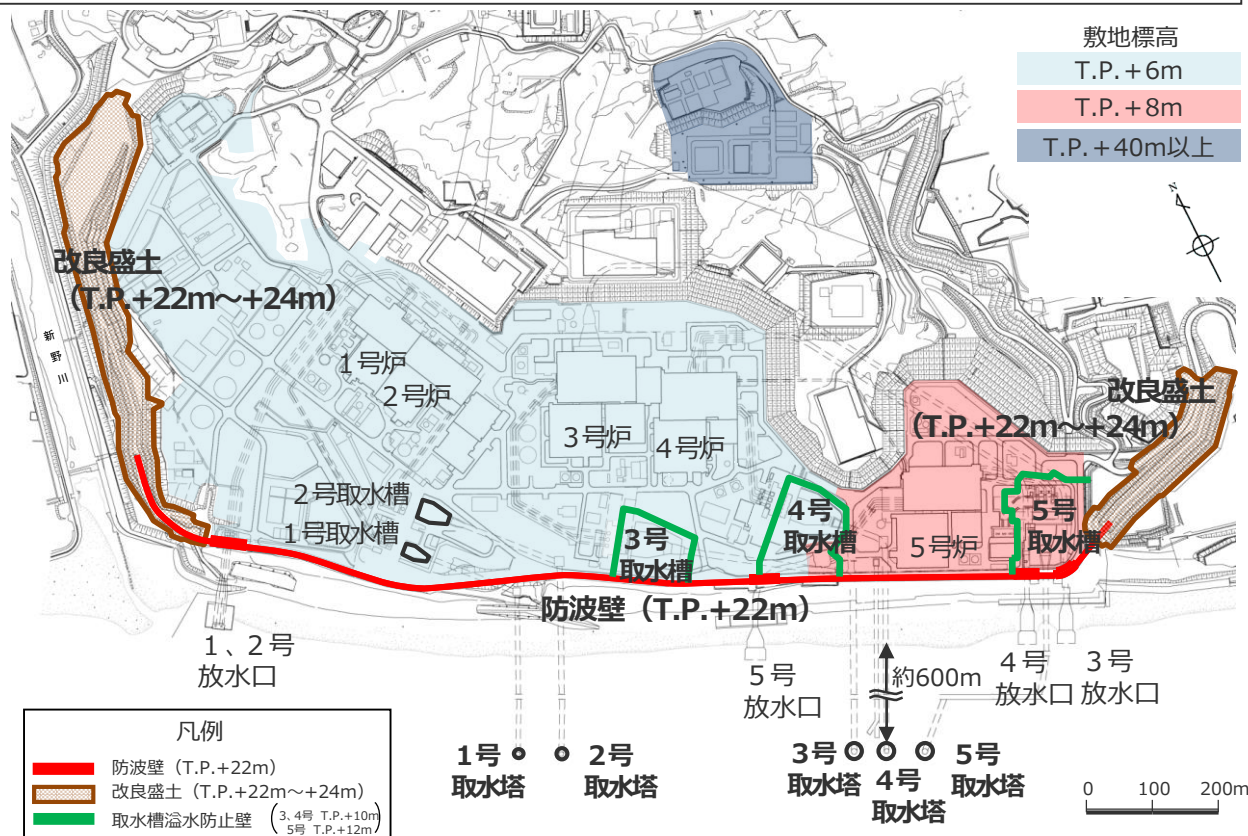 敷地標高
T.P.+6m
T.P.+8m
T.P.+40m以上
N
改良盛土
(T.P.+22m～+24m)
新野川
1号炉
2号炉
3号炉
4号炉
改良盛土
(T.P.+22m～+24m)
2号取水槽
1号取水槽
3号
取水槽
4号
取水槽
5号炉
5号
取水槽
防波壁（T.P.+22m）
1、2号
放水口
5号
放水口
約600m
4号
放水口
3号
放水口
1号
取水塔
2号
取水塔
3号
取水塔
4号
取水塔
5号
取水塔
凡例
防波壁（T.P.+22m）
改良盛土（T.P.+22m～+24m）
取水槽溢水防止壁（3、4号 T.P.+10m
5号 T.P.+12m）
0 100 200m